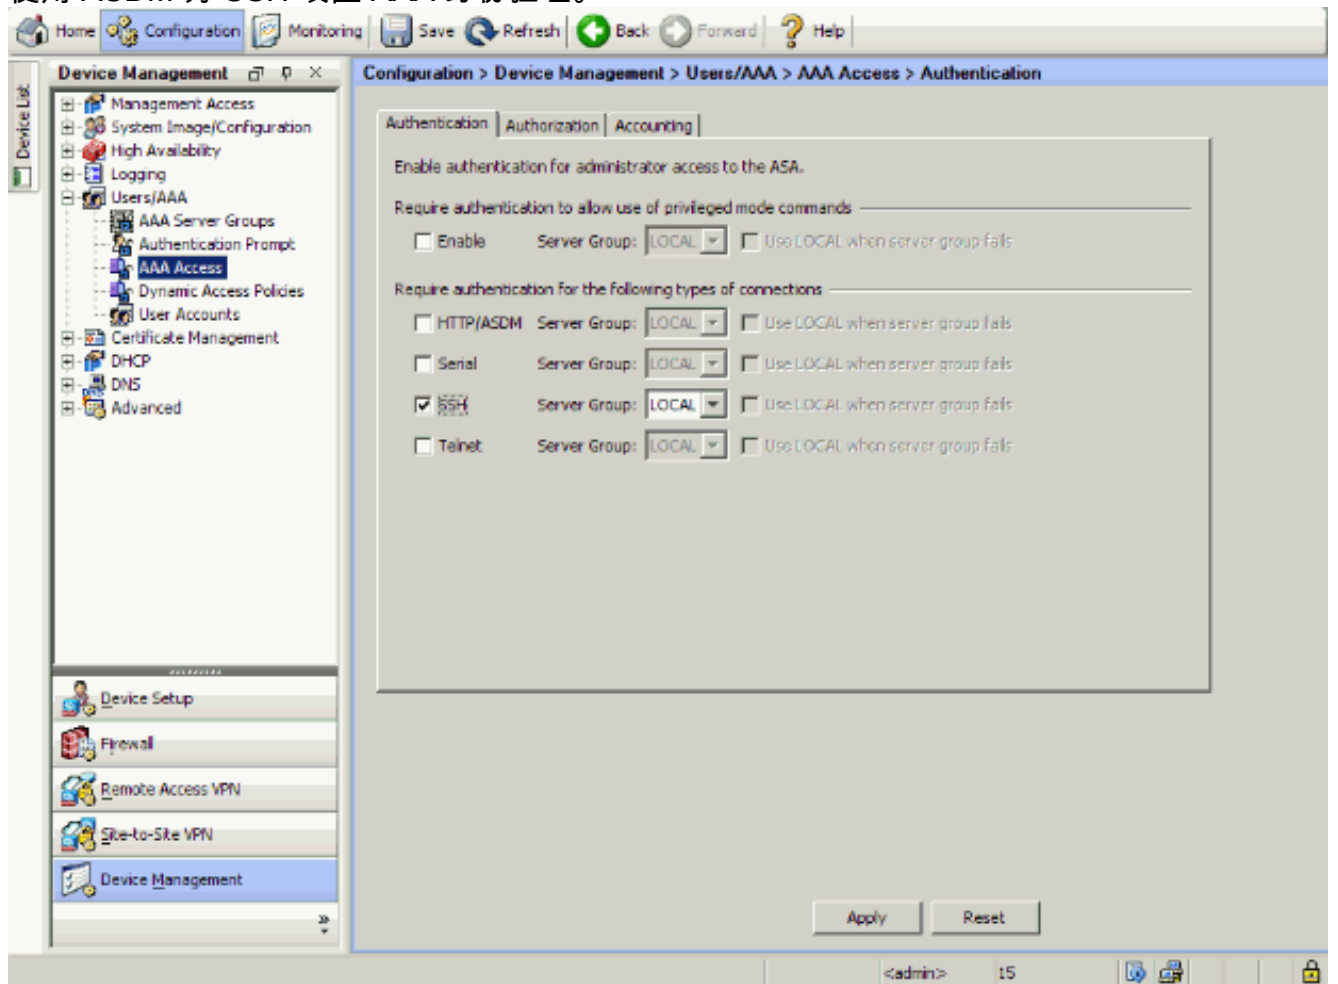 Home Configuration Monitoring Save Refresh Back Forward Help
Device List
Device Management
Management Access
System Image/Configuration
High Availability
Logging
Users/AAA
AAA Server Groups
Authentication Prompt
AAA Access
Dynamic Access Policies
User Accounts
Certificate Management
DHCP
DNS
Advanced
Device Setup
Firewall
Remote Access VPN
Site-to-Site VPN
Device Management
Configuration > Device Management > Users/AAA > AAA Access > Authentication
Authentication Authorization Accounting
Enable authentication for administrator access to the ASA.
Require authentication to allow use of privileged mode commands
Enable Server Group: LOCAL Use LOCAL when server group fails
Require authentication for the following types of connections
HTTP/ASDM Server Group: LOCAL Use LOCAL when server group fails
Serial Server Group: LOCAL Use LOCAL when server group fails
SSH Server Group: LOCAL Use LOCAL when server group fails
Telnet Server Group: LOCAL Use LOCAL when server group fails
Apply Reset
<admin> 15